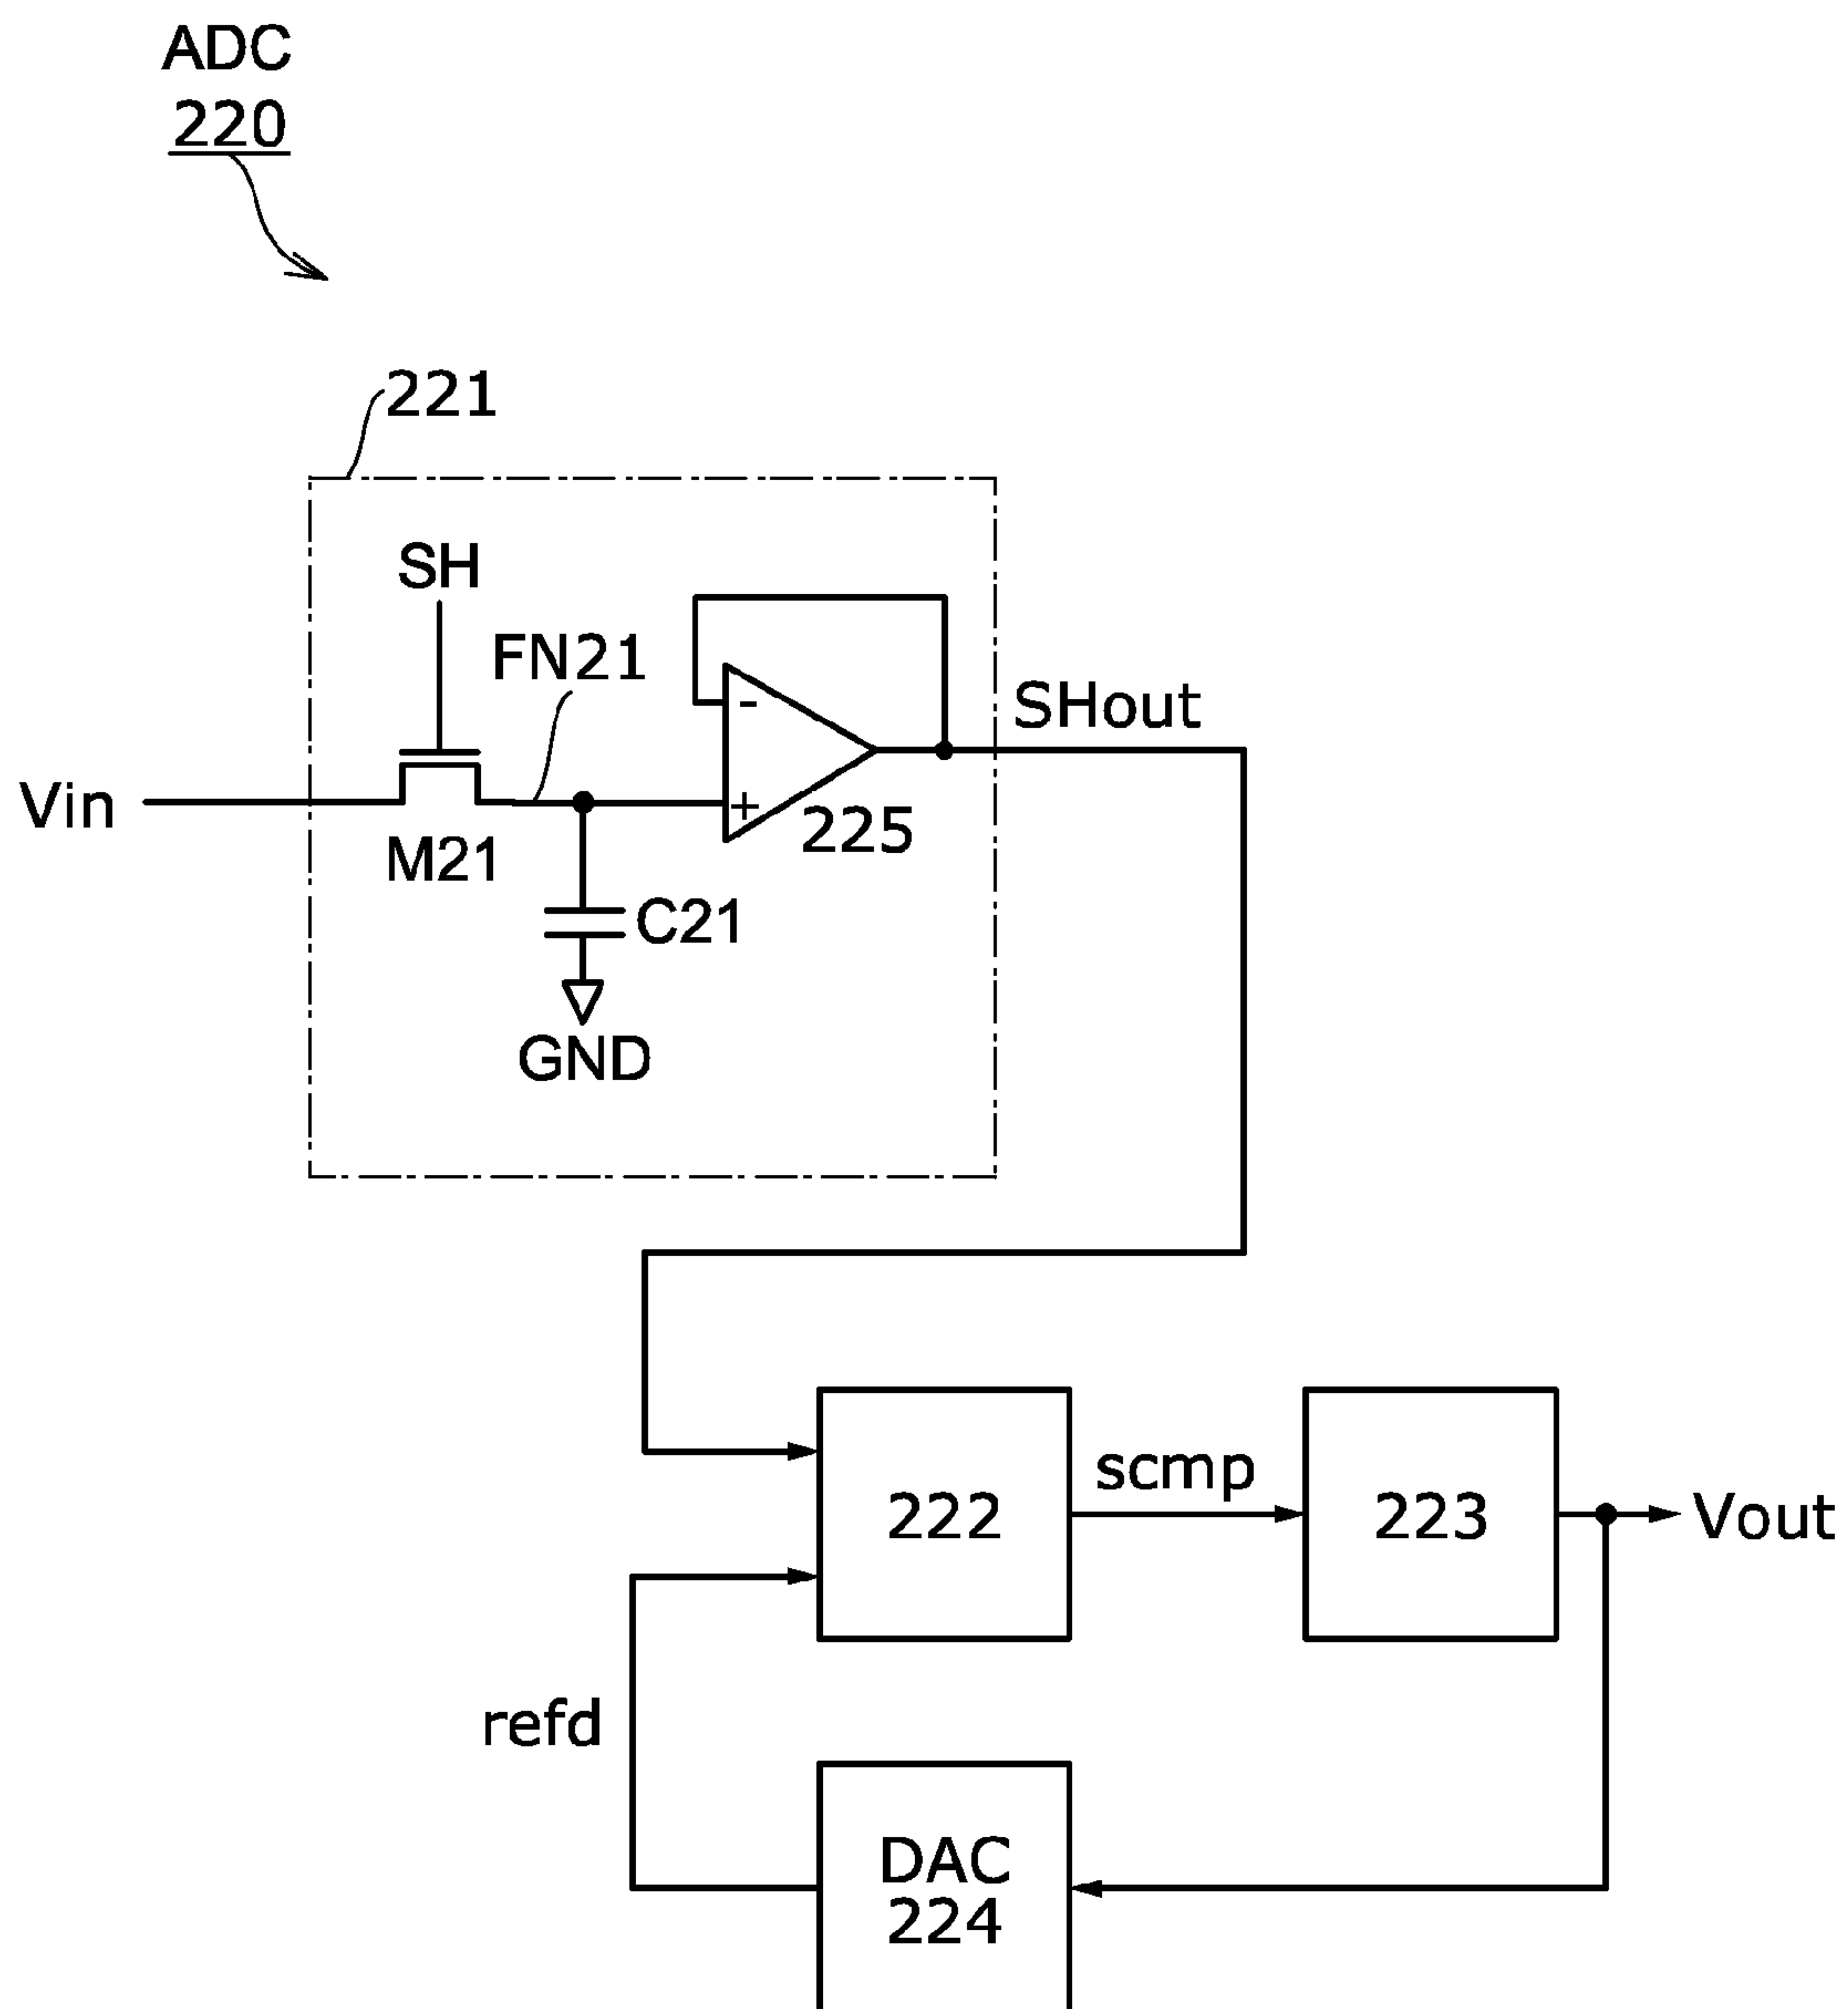 ADC
220
221
SH
FN21
-
SHout
Vin
+
225
M21
C21
GND
222
scmp
223
Vout
refd
DAC
224